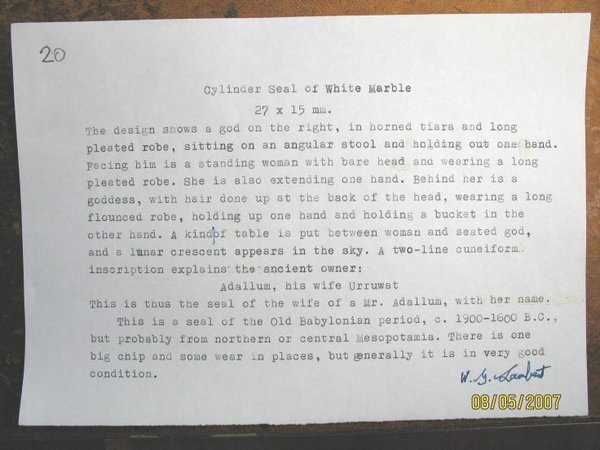 20
Cylinder Seal of White Marble
27 x 15 mm.
The design shows a god on the right, in horned tiara and long
pleated robe, sitting on an angular stool and holding out one hand.
Facing him is a standing woman with bare head and wearing a long
pleated robe. She is also extending one hand. Behind her is a
goddess, with hair done up at the back of the head, wearing a long
flounced robe, holding up one hand and holding a bucket in the
other hand. A kind of table is put between woman and seated god,
and a lunar crescent appears in the sky. A two-line cuneiform
inscription explains the ancient owner:
Adallum, his wife Urruwat
This is thus the seal of the wife of a Mr. Adallum, with her name.
This is a seal of the Old Babylonian period, c. 1900-1600 B.C.,
but probably from northern or central Mesopotamia. There is one
big chip and some wear in places, but generally it is in very good
condition.
W. G. Lambert
08/05/2007